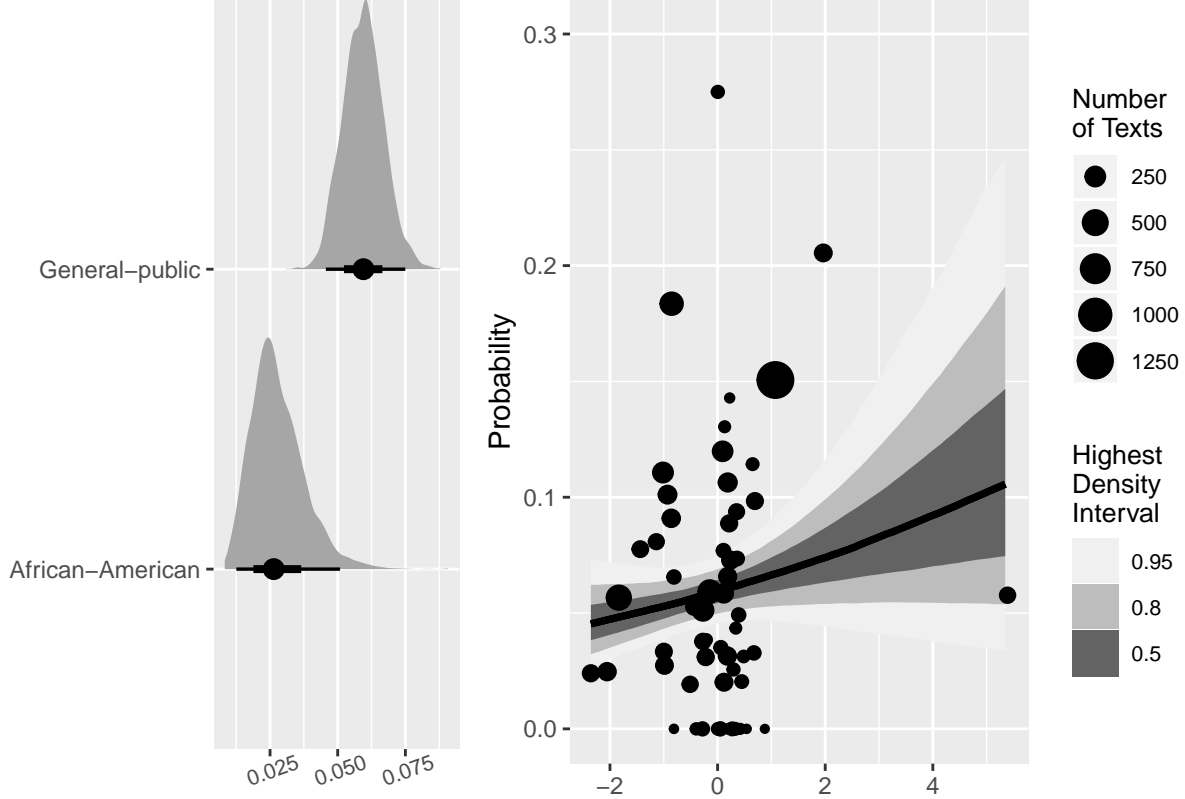 General−public
African−American
0.025 0.050 0.075
Probability
0.3
0.2
0.1
0.0
−2 0 2 4
Number
of Texts
250
500
750
1000
1250
Highest
Density
Interval
0.95
0.8
0.5